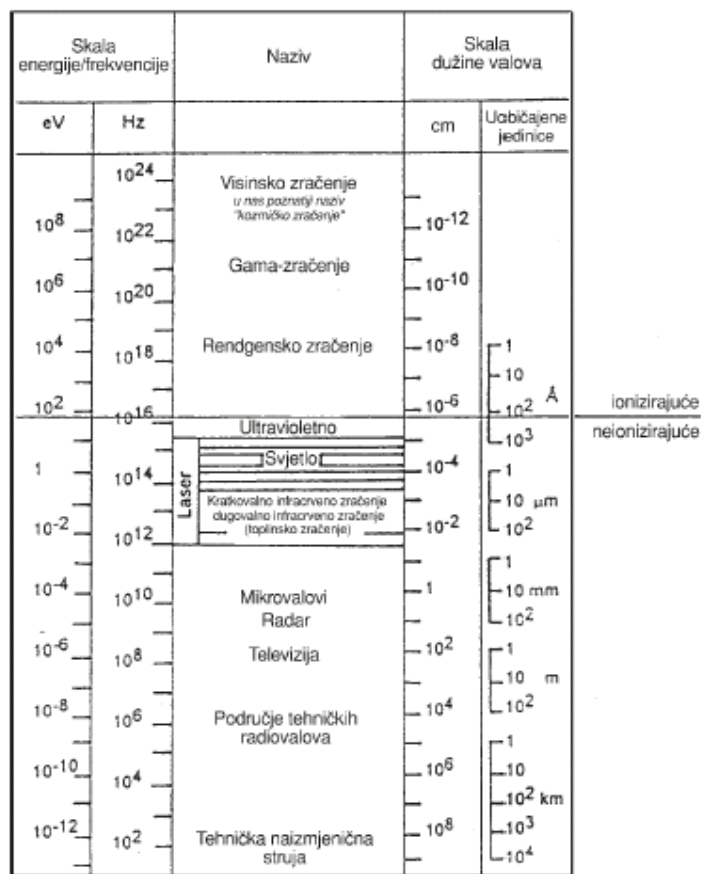 Skala
energije/frekvencije
Naziv
Skala
dužine valova
eV
Hz
cm
Uobičajene
jedinice
10²⁴
Visinsko zračenje
u nas poznatiji naziv
"kozmičko zračenje"
10⁸
10²²
10⁻¹²
Gama-zračenje
10⁶
10²⁰
10⁻¹⁰
10⁴
10¹⁸
Rendgensko zračenje
10⁻⁸
1
10
10²
10¹⁶
10⁻⁶
10² Å
ionizirajuće
Ultravioletno
neionizirajuće
10³
Laser
Svjetlo
1
10¹⁴
10⁻⁴
1
Kratkovalno infracrveno zračenje
10 µm
dugovalno infracrveno zračenje
(toplinsko zračenje)
10⁻²
10¹²
10⁻²
10²
1
10⁻⁴
10¹⁰
Mikrovalovi
1
10 mm
Radar
10²
10⁻⁶
10⁸
Televizija
10²
1
10 m
10⁻⁸
10⁶
Područje tehničkih
radiovalova
10⁴
10²
1
10⁻¹⁰
10⁴
10⁶
10
10² km
10⁻¹²
10²
Tehnička naizmjenična
struja
10⁸
10³
10⁴